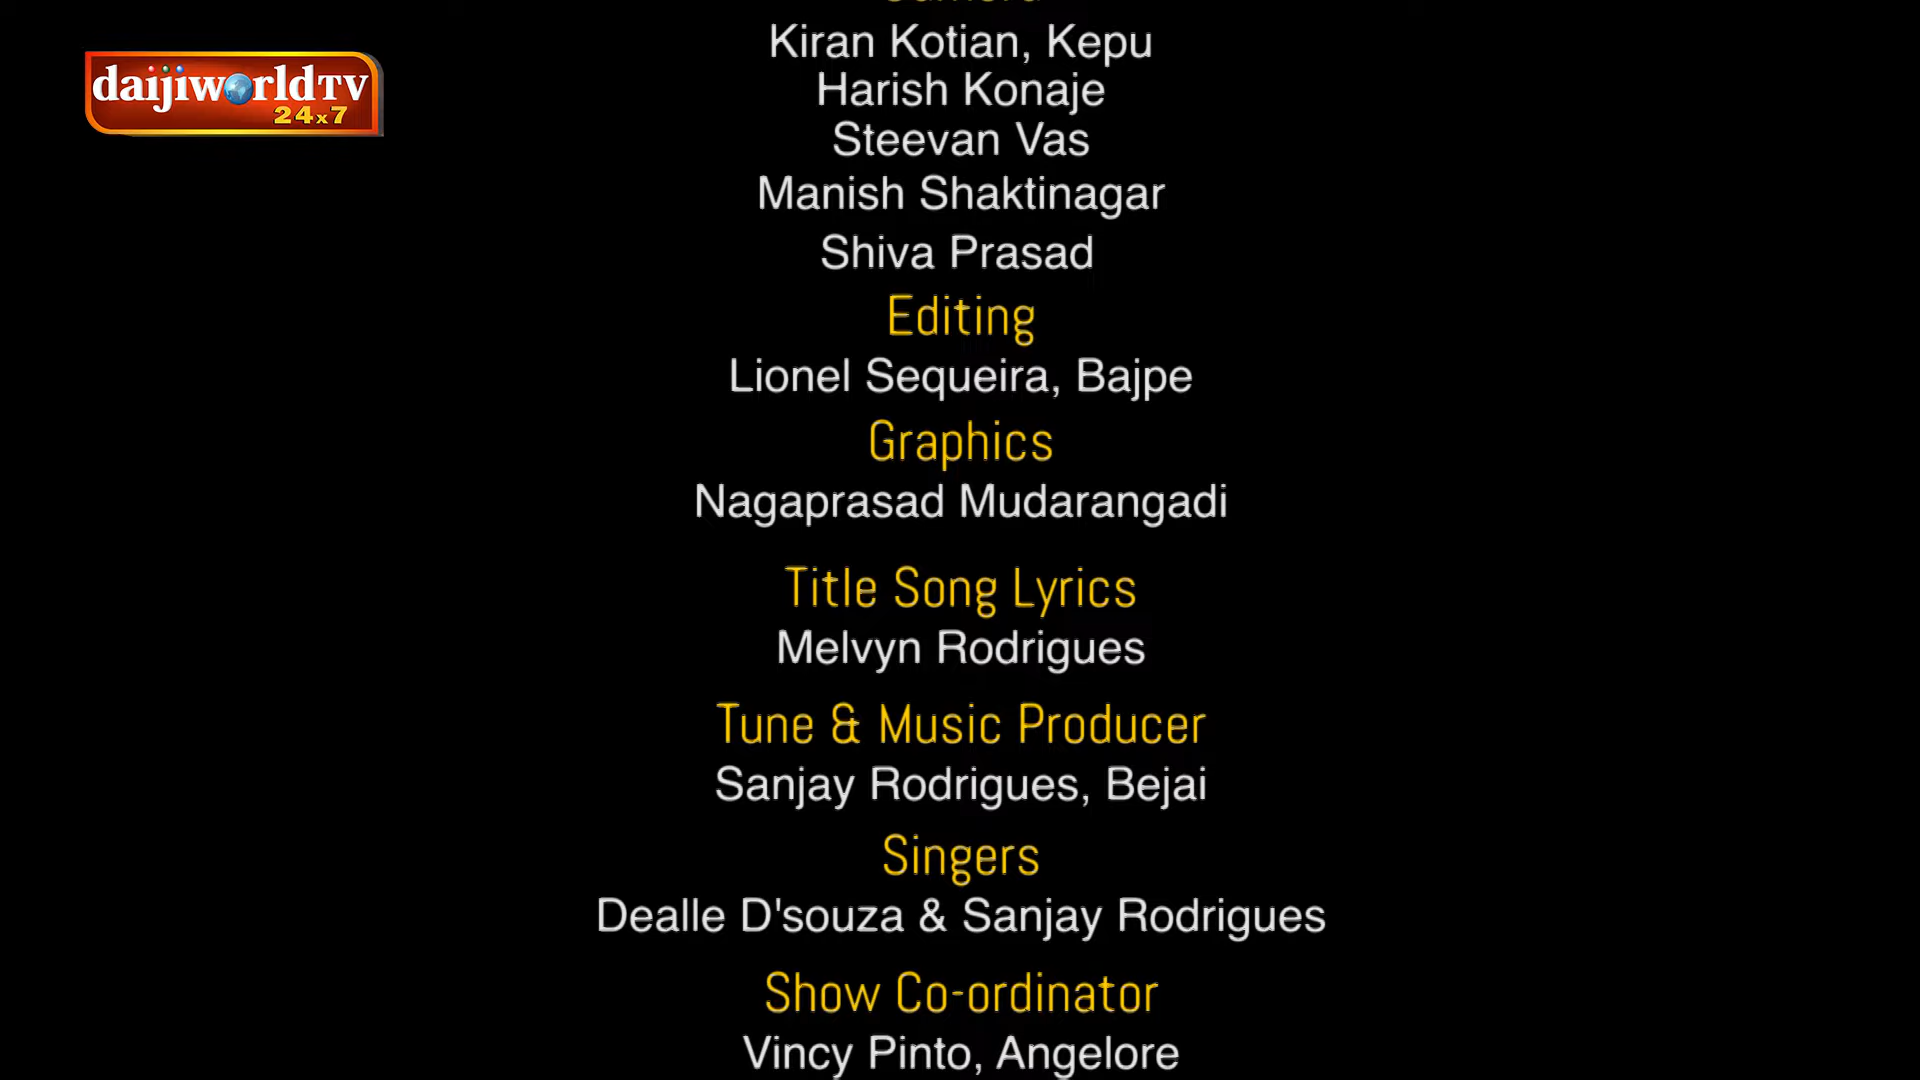 daijiworldTV
24x7
Kiran Kotian, Kepu
Harish Konaje
Steevan Vas
Manish Shaktinagar
Shiva Prasad
Editing
Lionel Sequeira, Bajpe
Graphics
Nagaprasad Mudarangadi
Title Song Lyrics
Melvyn Rodrigues
Tune & Music Producer
Sanjay Rodrigues, Bejai
Singers
Dealle D'souza & Sanjay Rodrigues
Show Co-ordinator
Vincy Pinto, Angelore